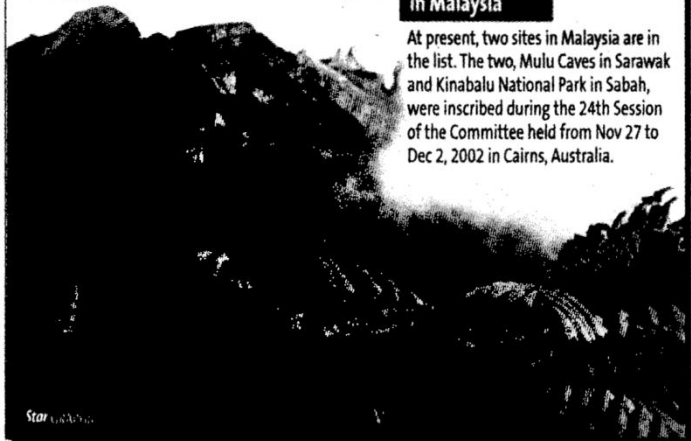 In Malaysia
At present, two sites in Malaysia are in
the list. The two, Mulu Caves in Sarawak
and Kinabalu National Park in Sabah,
were inscribed during the 24th Session
of the Committee held from Nov 27 to
Dec 2, 2002 in Cairns, Australia.
Star